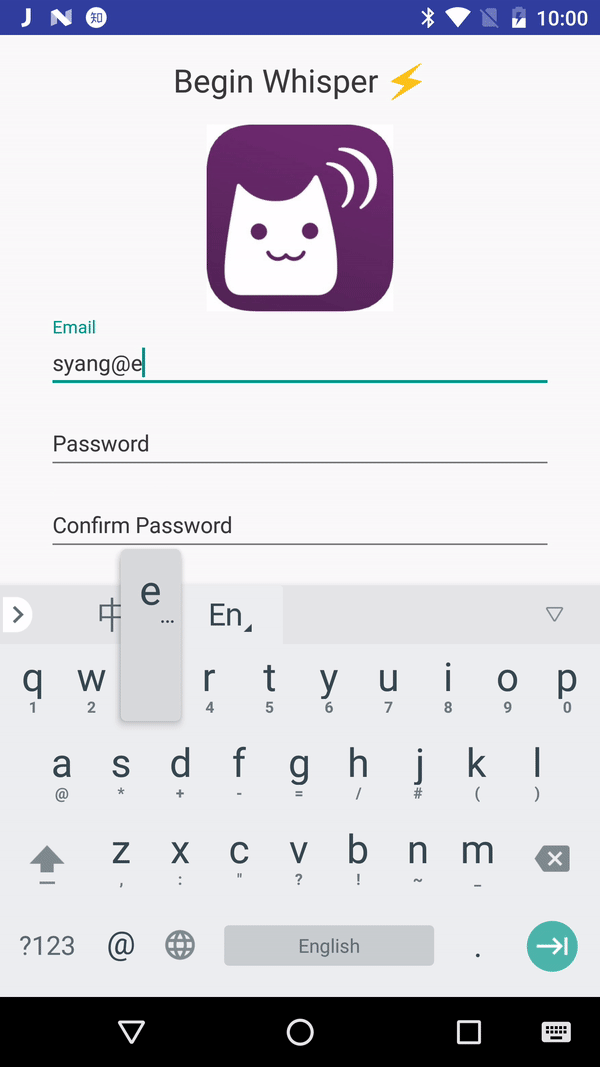 J N 知 10:00
Begin Whisper ⚡
Email
syang@e
Password
Confirm Password
中 En
e
...
q w r t y u i o p
1 2 4 5 6 7 8 9 0
a s d f g h j k l
@ * + - = / # ( )
z x c v b n m
, : " ? ! ~ _
?123 @ English .